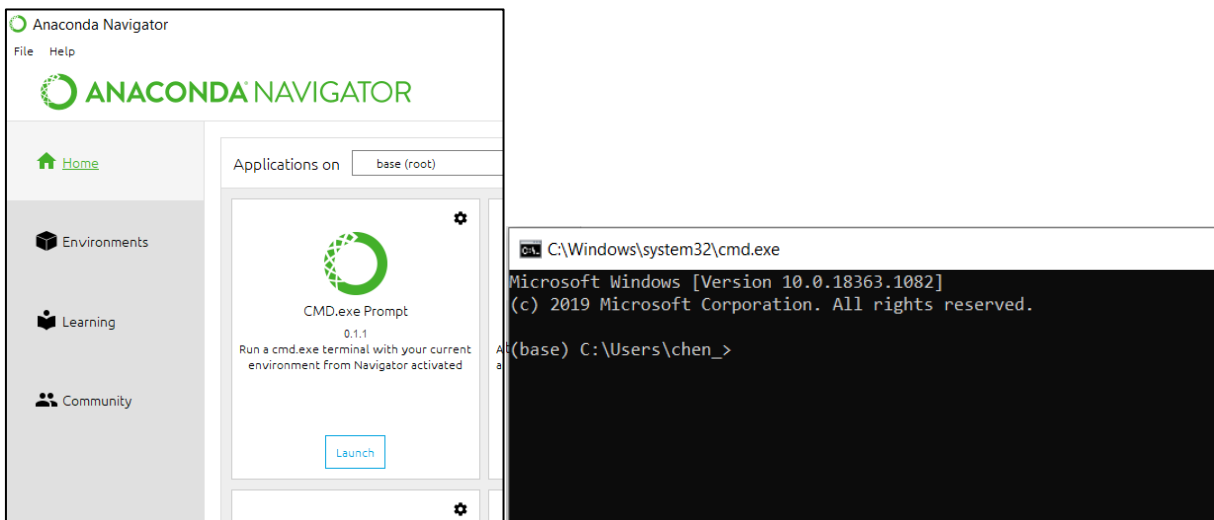 Anaconda Navigator
File Help
ANACONDA NAVIGATOR
Home
Applications on base (root)
Environments
CMD.exe Prompt
0.1.1
Run a cmd.exe terminal with your current
environment from Navigator activated
Learning
Community
Launch
A
a
C:\Windows\system32\cmd.exe
Microsoft Windows [Version 10.0.18363.1082]
(c) 2019 Microsoft Corporation. All rights reserved.
(base) C:\Users\chen_>